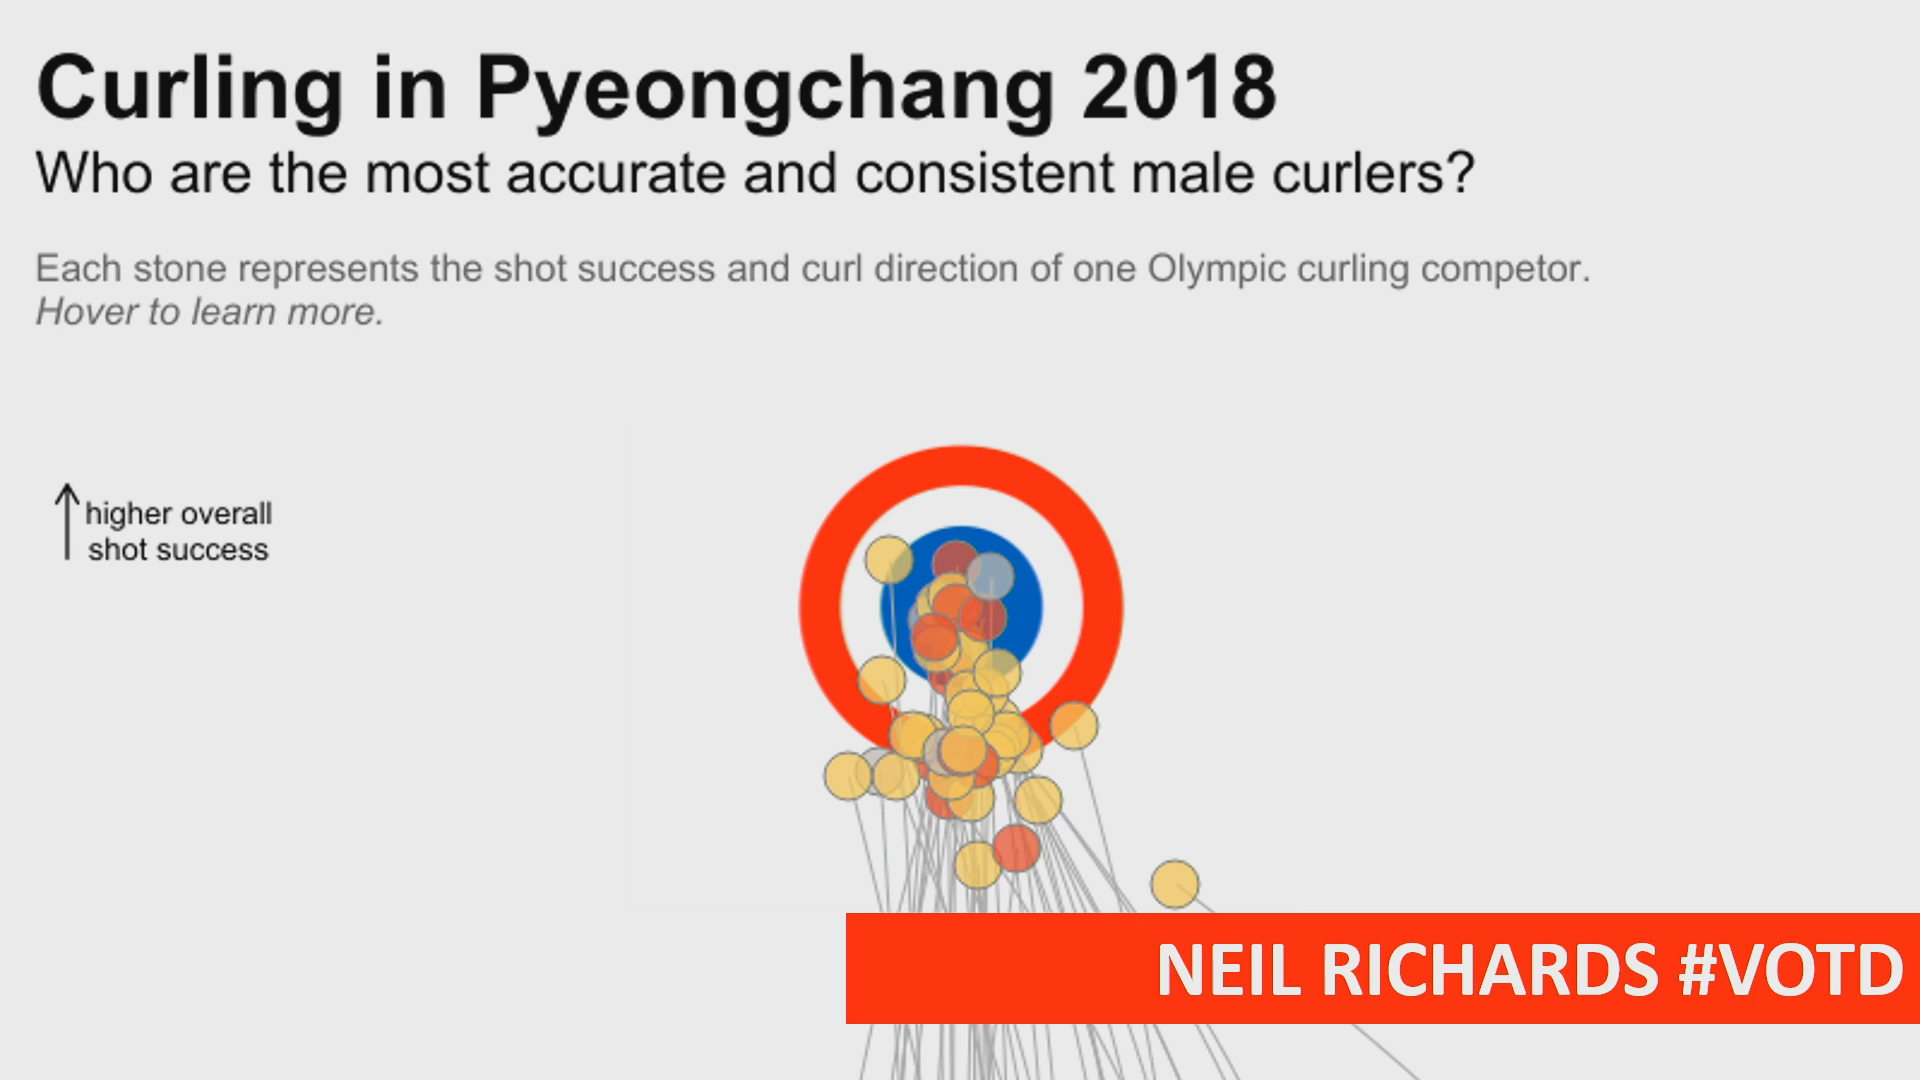 Curling in Pyeongchang 2018
Who are the most accurate and consistent male curlers?
Each stone represents the shot success and curl direction of one Olympic curling competor.
Hover to learn more.
higher overall
shot success
NEIL RICHARDS #VOTD